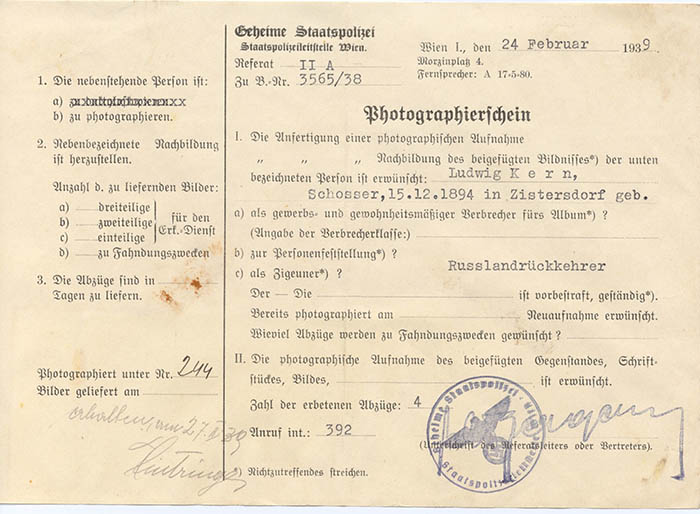 Geheime Staatspolizei
Staatspolizeileitstelle Wien.
Referat II A
Zu B.-Nr. 3565/38
Wien I., den 24 Februar 1939.
Morzinplatz 4.
Fernsprecher: A 17-5-80.
1. Die nebenstehende Person ist:
a)
b) zu photographieren.
2. Nebenbezeichnete Nachbildung
ist herzustellen.
Anzahl d. zu liefernden Bilder:
a) dreiteilige
b) zweiteilige
c) einteilige
für den
Erk.-Dienst
d) zu Fahndungszwecken
3. Die Abzüge sind in
Tagen zu liefern.
Photographiert unter Nr. 244
Bilder geliefert am
erhalten, am 27.
Photographierschein
I. Die Anfertigung einer photographischen Aufnahme
„ „ „ Nachbildung des beigefügten Bildnisses*) der unten
bezeichneten Person ist erwünscht: Ludwig K e r n,
Schosser, 15.12.1894 in Zistersdorf geb.
a) als gewerbs- und gewohnheitsmäßiger Verbrecher fürs Album*) ?
(Angabe der Verbrecherklasse:)
b) zur Personenfeststellung*) ?
c) als Zigeuner*) ? Russlandrückkehrer
Der — Die ist vorbestraft, geständig*).
Bereits photographiert am Neuaufnahme erwünscht.
Wieviel Abzüge werden zu Fahndungszwecken gewünscht ?
II. Die photographische Aufnahme des beigefügten Gegenstandes, Schrift-
stückes, Bildes, ist erwünscht.
Zahl der erbetenen Abzüge: 4
Anruf int.: 392
(Unterschrift des Referatsleiters oder Vertreters).
*) Nichtzutreffendes streichen.
Geheime Staatspolizei